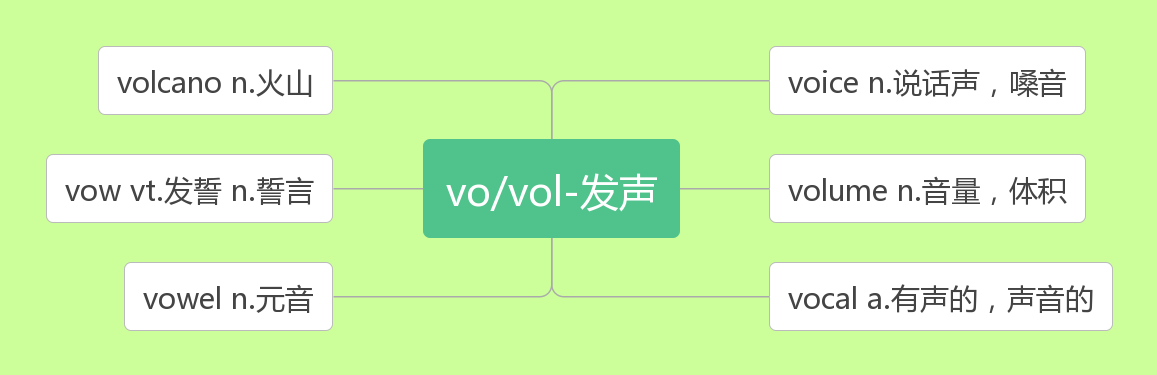 volcano n.火山
voice n.说话声，嗓音
vow vt.发誓 n.誓言
vo/vol-发声
volume n.音量，体积
vowel n.元音
vocal a.有声的，声音的